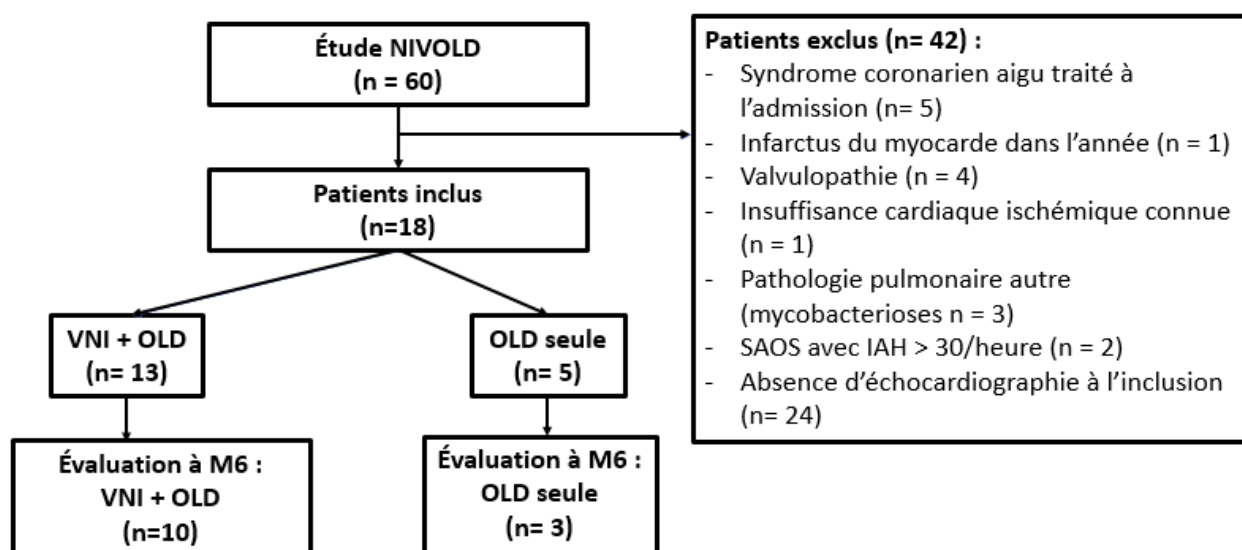 Étude NIVOLD
(n = 60)
Patients exclus (n= 42) :
- Syndrome coronarien aigu traité à
l’admission (n= 5)
- Infarctus du myocarde dans l’année (n = 1)
- Valvulopathie (n = 4)
- Insuffisance cardiaque ischémique connue
(n = 1)
- Pathologie pulmonaire autre
(mycobacterioses n = 3)
- SAOS avec IAH > 30/heure (n = 2)
- Absence d’échocardiographie à l’inclusion
(n= 24)
Patients inclus
(n=18)
VNI + OLD
(n= 13)
OLD seule
(n= 5)
Évaluation à M6 :
VNI + OLD
(n=10)
Évaluation à M6 :
OLD seule
(n= 3)